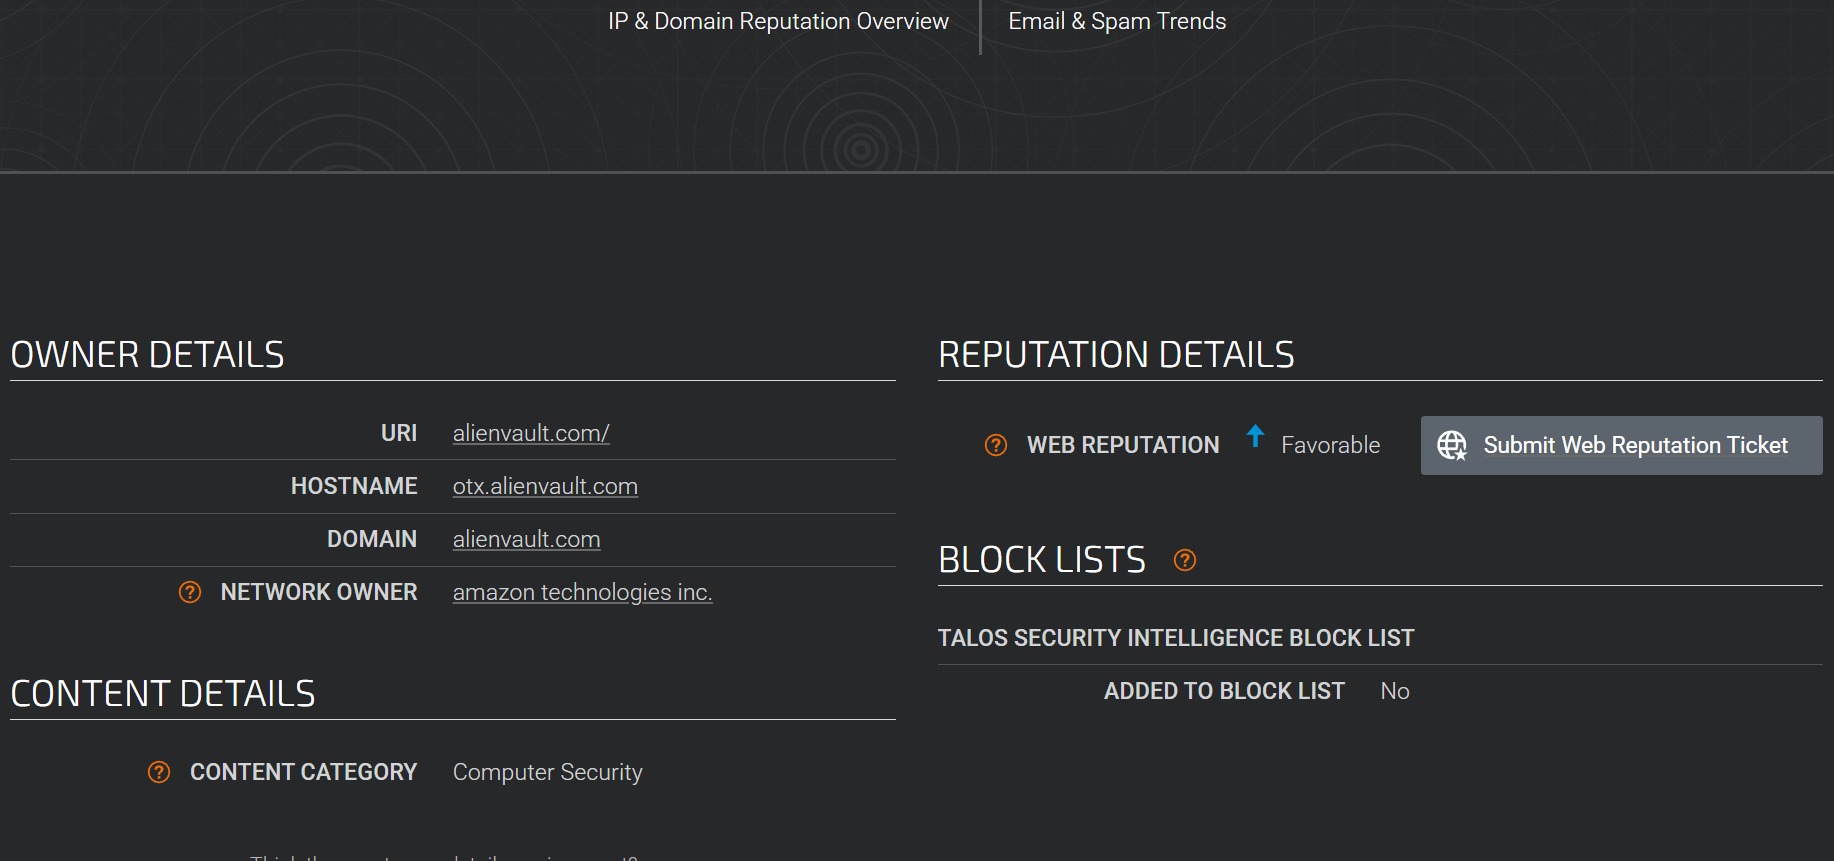 IP & Domain Reputation Overview
Email & Spam Trends
OWNER DETAILS
URI alienvault.com/
HOSTNAME otx.alienvault.com
DOMAIN alienvault.com
? NETWORK OWNER amazon technologies inc.
CONTENT DETAILS
? CONTENT CATEGORY Computer Security
REPUTATION DETAILS
? WEB REPUTATION Favorable Submit Web Reputation Ticket
BLOCK LISTS ?
TALOS SECURITY INTELLIGENCE BLOCK LIST
ADDED TO BLOCK LIST No